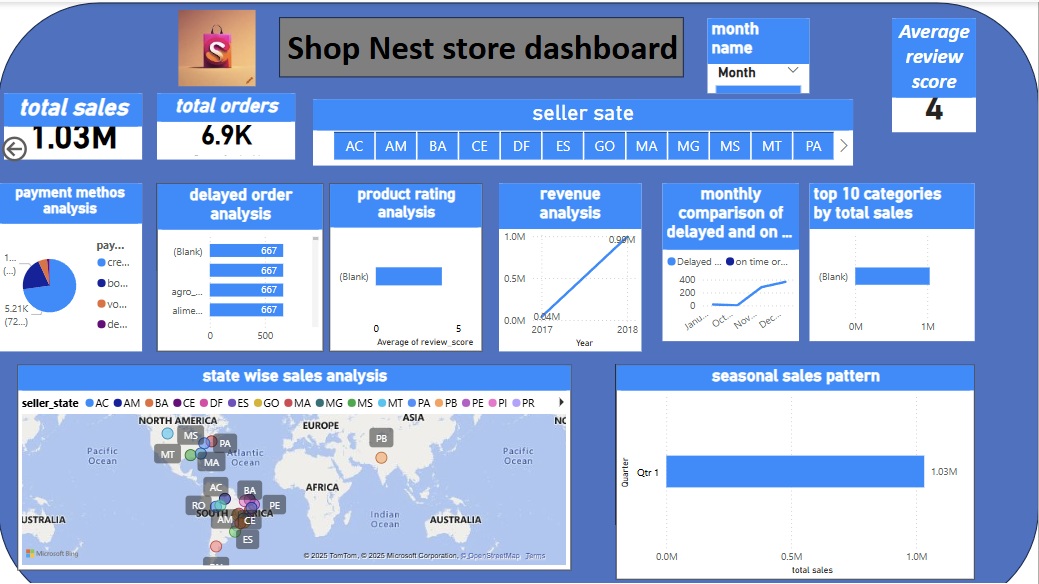 Shop Nest store dashboard
month
name
Month
Average
review
score
4
total sales
1.03M
total orders
6.9K
seller sate
AC AM BA CE DF ES GO MA MG MS MT PA
payment methos
analysis
pay...
cre...
bo...
vo...
de...
1...
(...)
5.21K
(72...
delayed order
analysis
(Blank) 667
667
agro_... 667
alime... 667
0 500
product rating
analysis
(Blank)
0 5
Average of review_score
revenue
analysis
1.0M
0.99M
0.5M
0.0M
0.04M
2017 2018
Year
monthly
comparison of
delayed and on ...
Delayed ... on time or...
400
200
0
Janu... Oct... Nov... Dec...
top 10 categories
by total sales
(Blank)
0M 1M
state wise sales analysis
seller_state AC AM BA CE DF ES GO MA MG MS MT PA PB PE PI PR
NORTH AMERICA
EUROPE
ASIA
NO
MS
PA
PB
MT
MA
Pacific
Ocean
Atlantic
Ocean
Pacific
Ocean
AFRICA
AC
BA
RO
PE
SOUTH AMERICA
AM
CE
ES
Indian
Ocean
USTRALIA
AUSTRALIA
Microsoft Bing
© 2025 TomTom, © 2025 Microsoft Corporation, © OpenStreetMap Terms
seasonal sales pattern
Quarter
Qtr 1
1.03M
0.0M 0.5M 1.0M
total sales